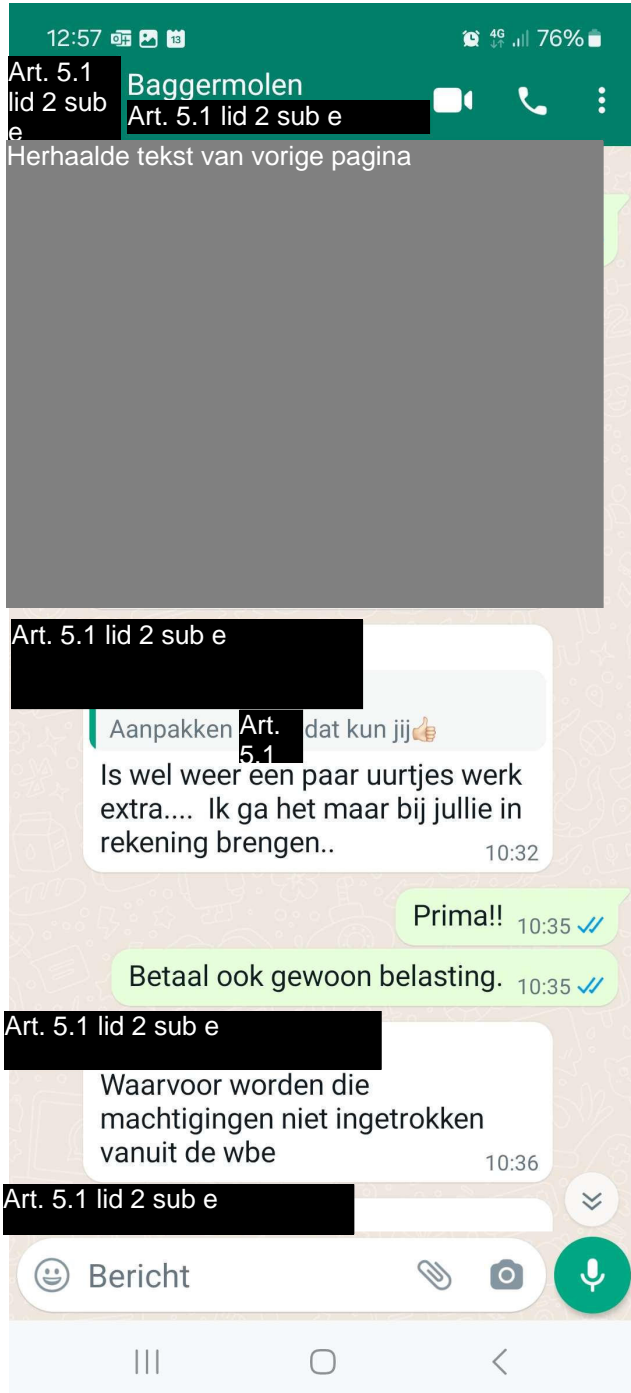 12:57 13 4G 76%
Art. 5.1
lid 2 sub
e
Baggermolen
Art. 5.1 lid 2 sub e
Herhaalde tekst van vorige pagina
Art. 5.1 lid 2 sub e
Aanpakken Art. dat kun jij👍🏻
5.1
Is wel weer een paar uurtjes werk
extra.... Ik ga het maar bij jullie in
rekening brengen.. 10:32
Prima!! 10:35
Betaal ook gewoon belasting. 10:35
Art. 5.1 lid 2 sub e
Waarvoor worden die
machtigingen niet ingetrokken
vanuit de wbe 10:36
Art. 5.1 lid 2 sub e
Bericht